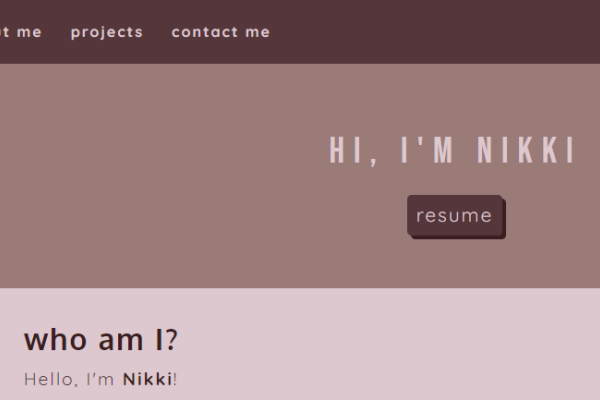 t me projects contact me
HI, I'M NIKKI
resume
who am I?
Hello, I'm Nikki!